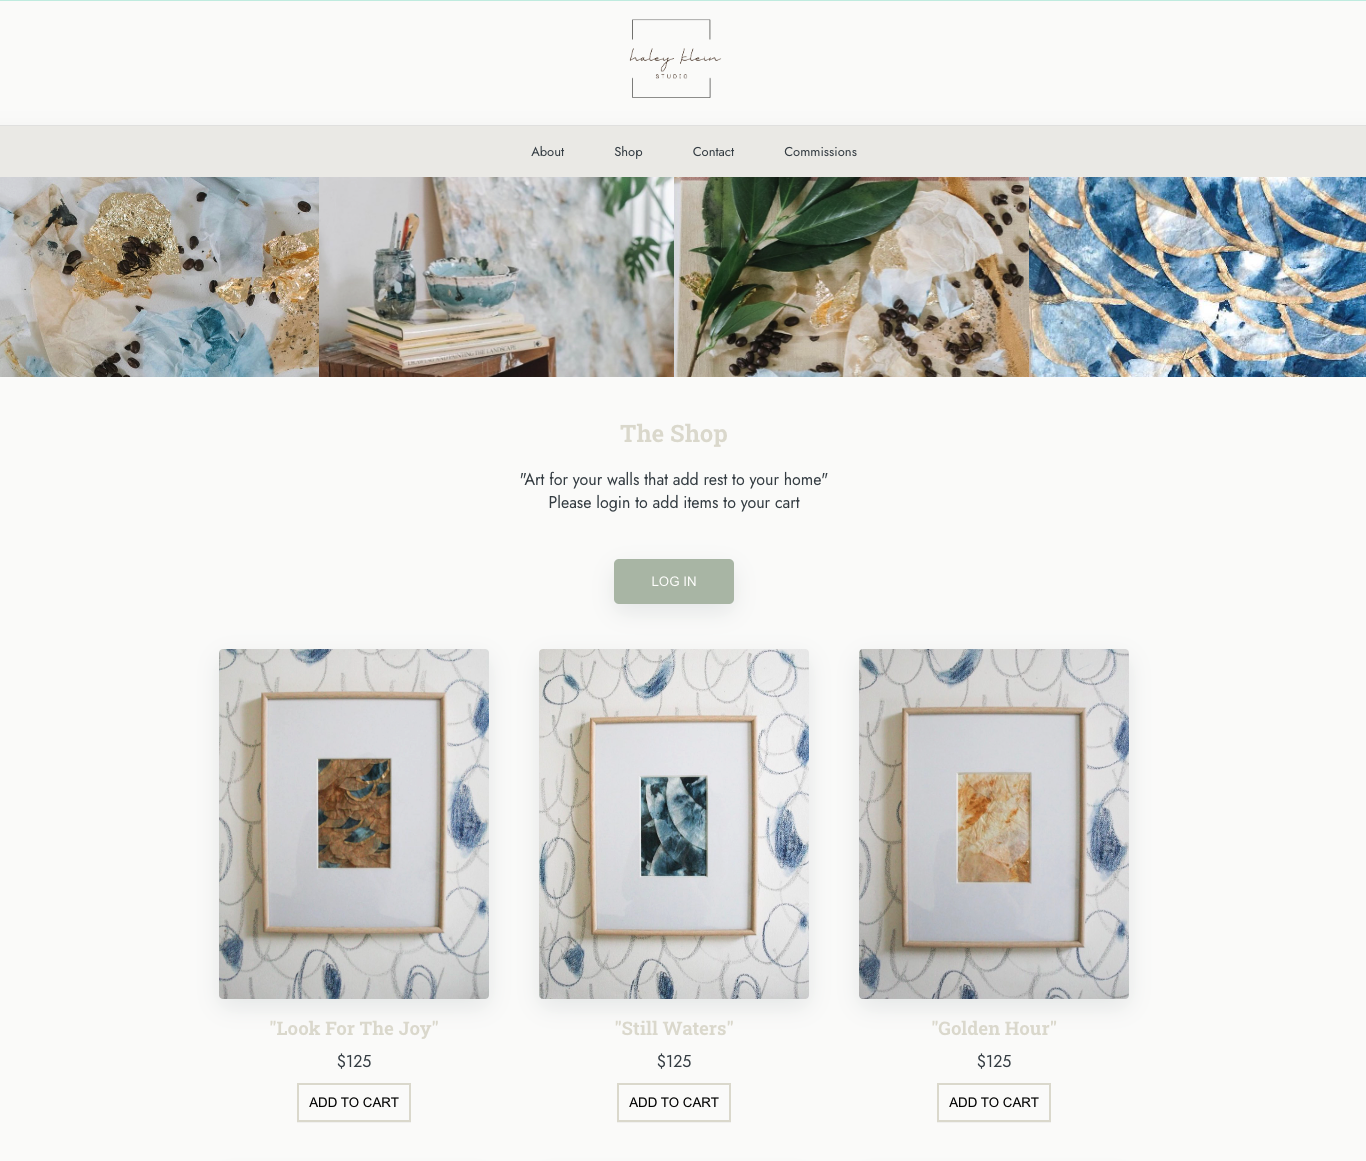 haley klein
STUDIO
About Shop Contact Commissions
The Shop
"Art for your walls that add rest to your home"
Please login to add items to your cart
LOG IN
"Look For The Joy" "Still Waters" "Golden Hour"
$125 $125 $125
ADD TO CART ADD TO CART ADD TO CART